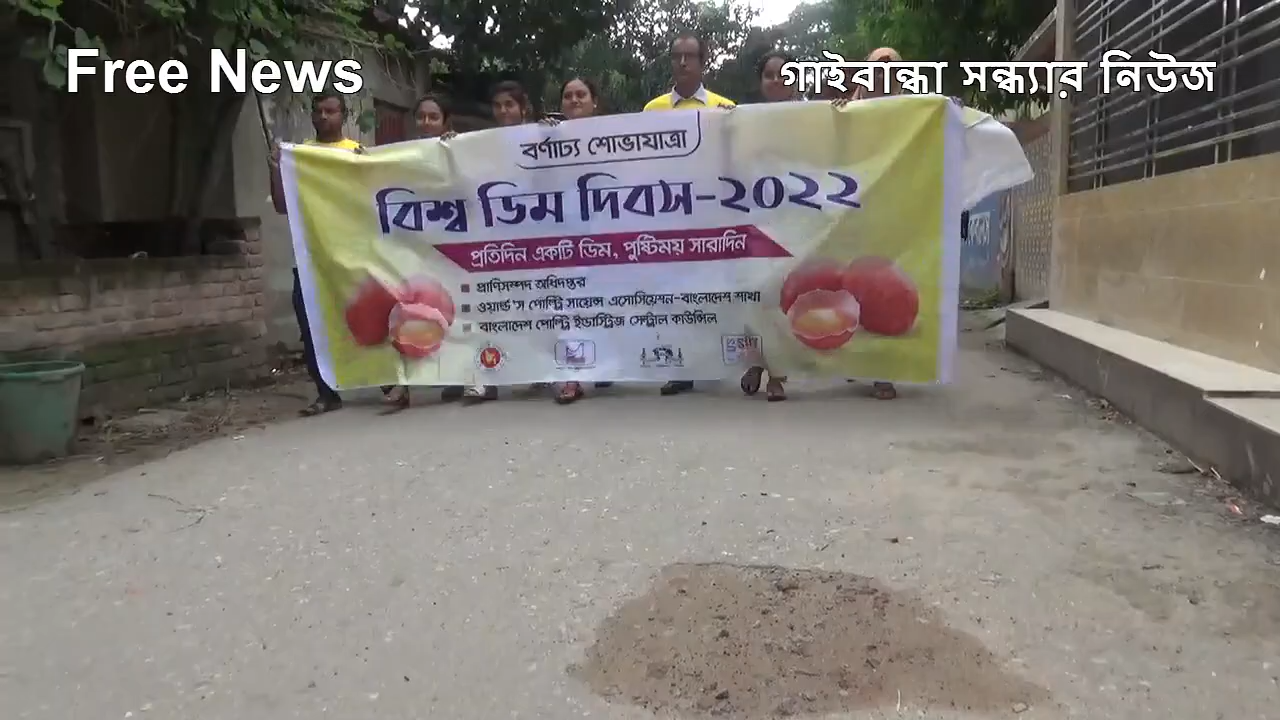 Free News
গাইবান্ধা সন্ধ্যার নিউজ
বর্ণাঢ্য শোভাযাত্রা
বিশ্ব ডিম দিবস-২০২২
প্রতিদিন একটি ডিম, পুষ্টিময় সারাদিন
প্রাণিসম্পদ অধিদপ্তর
ওয়ার্ল্ড'স পোল্ট্রি সায়েন্স এসোসিয়েশন-বাংলাদেশ শাখা
বাংলাদেশ পোল্ট্রি ইন্ডাস্ট্রিজ সেন্ট্রাল কাউন্সিল